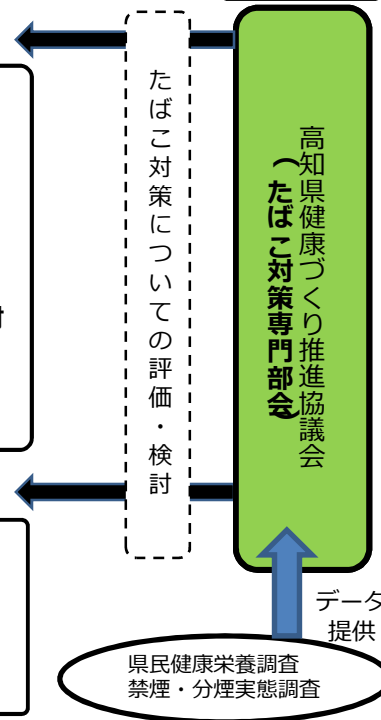 高知県健康づくり推進協議会
（たばこ対策専門部会）
たばこ対策についての評価・検討
データ
提供
県民健康栄養調査
禁煙・分煙実態調査